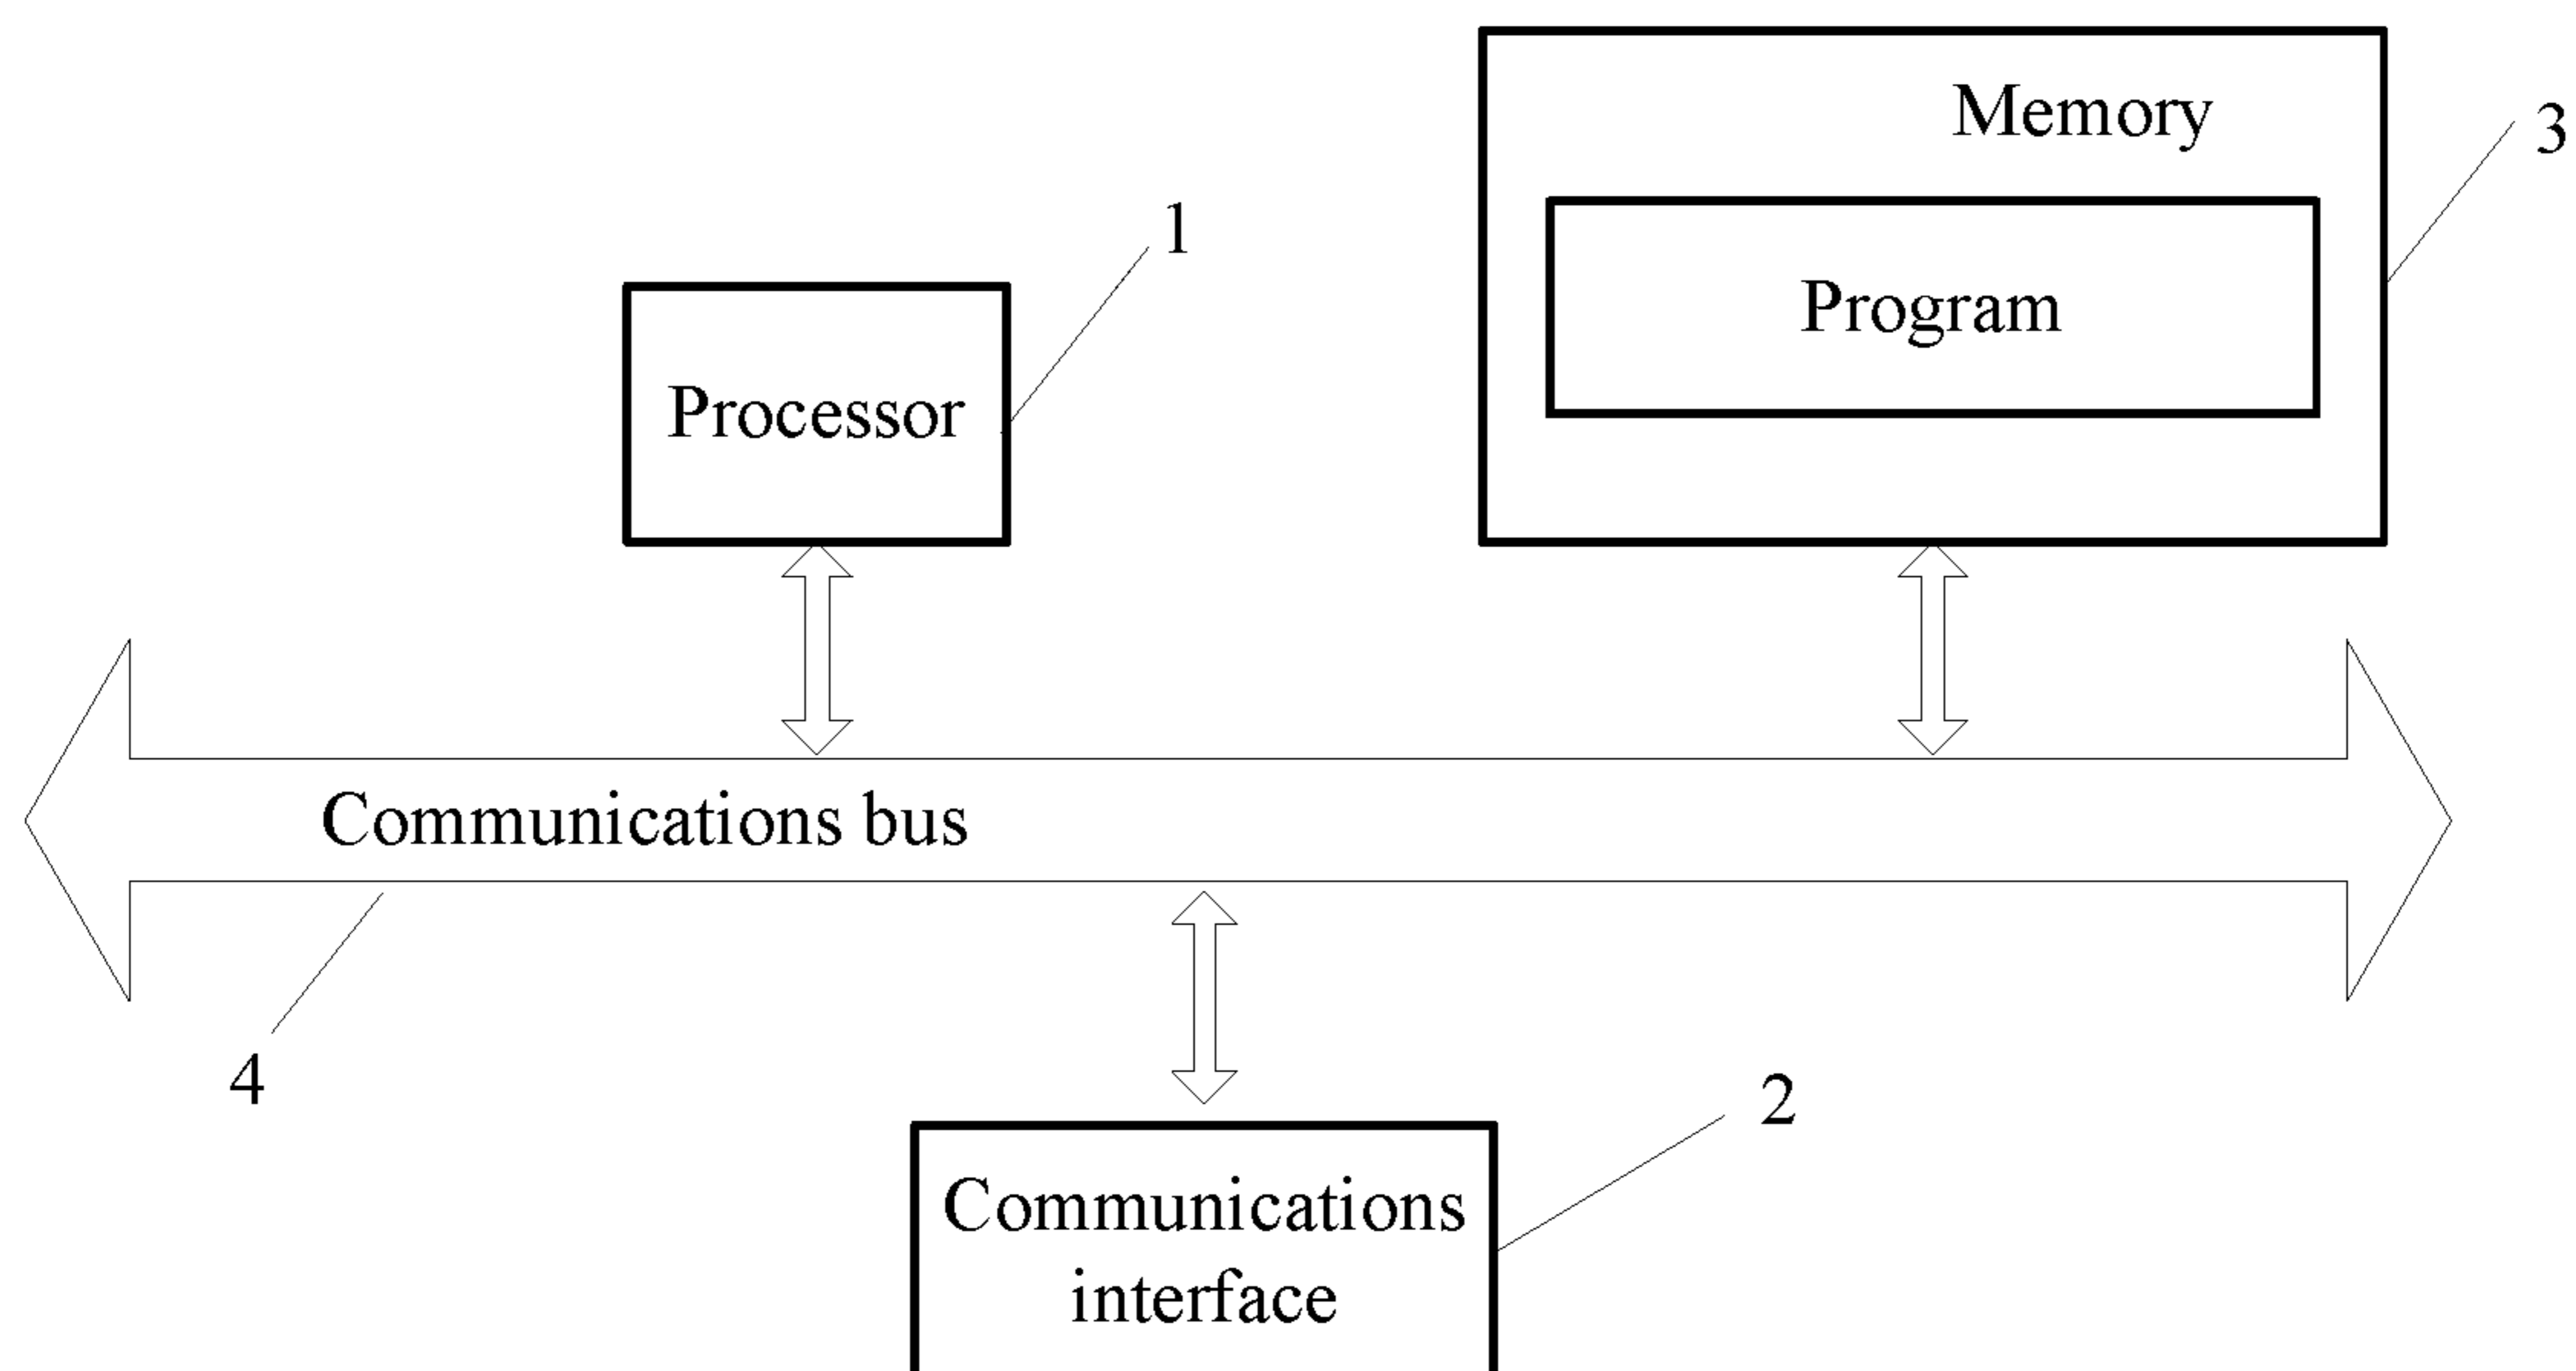 Memory
3
1
Program
Processor
Communications bus
4
2
Communications
interface